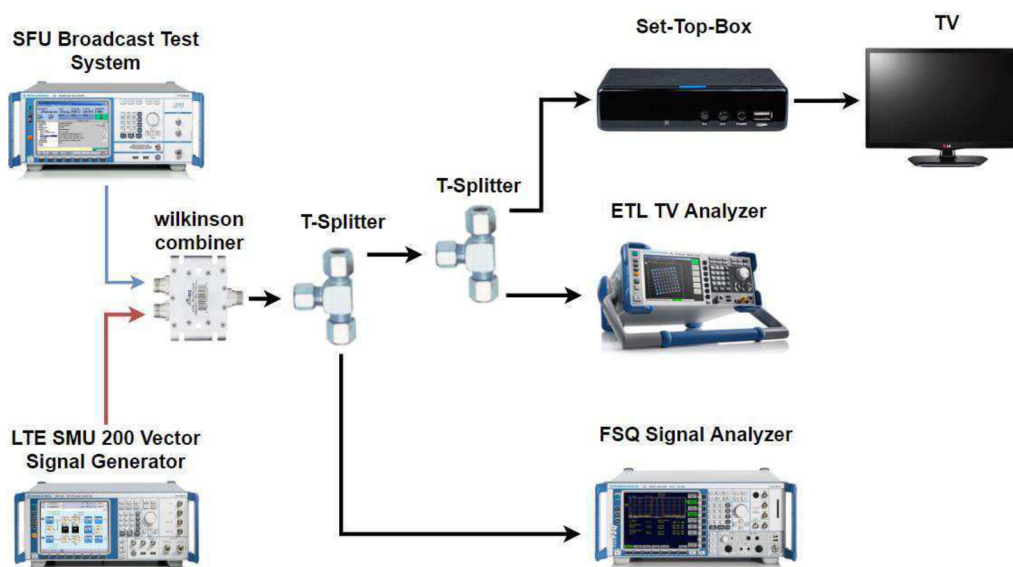 SFU Broadcast Test
System
Set-Top-Box
TV
T-Splitter
wilkinson
combiner
T-Splitter
ETL TV Analyzer
LTE SMU 200 Vector
Signal Generator
FSQ Signal Analyzer